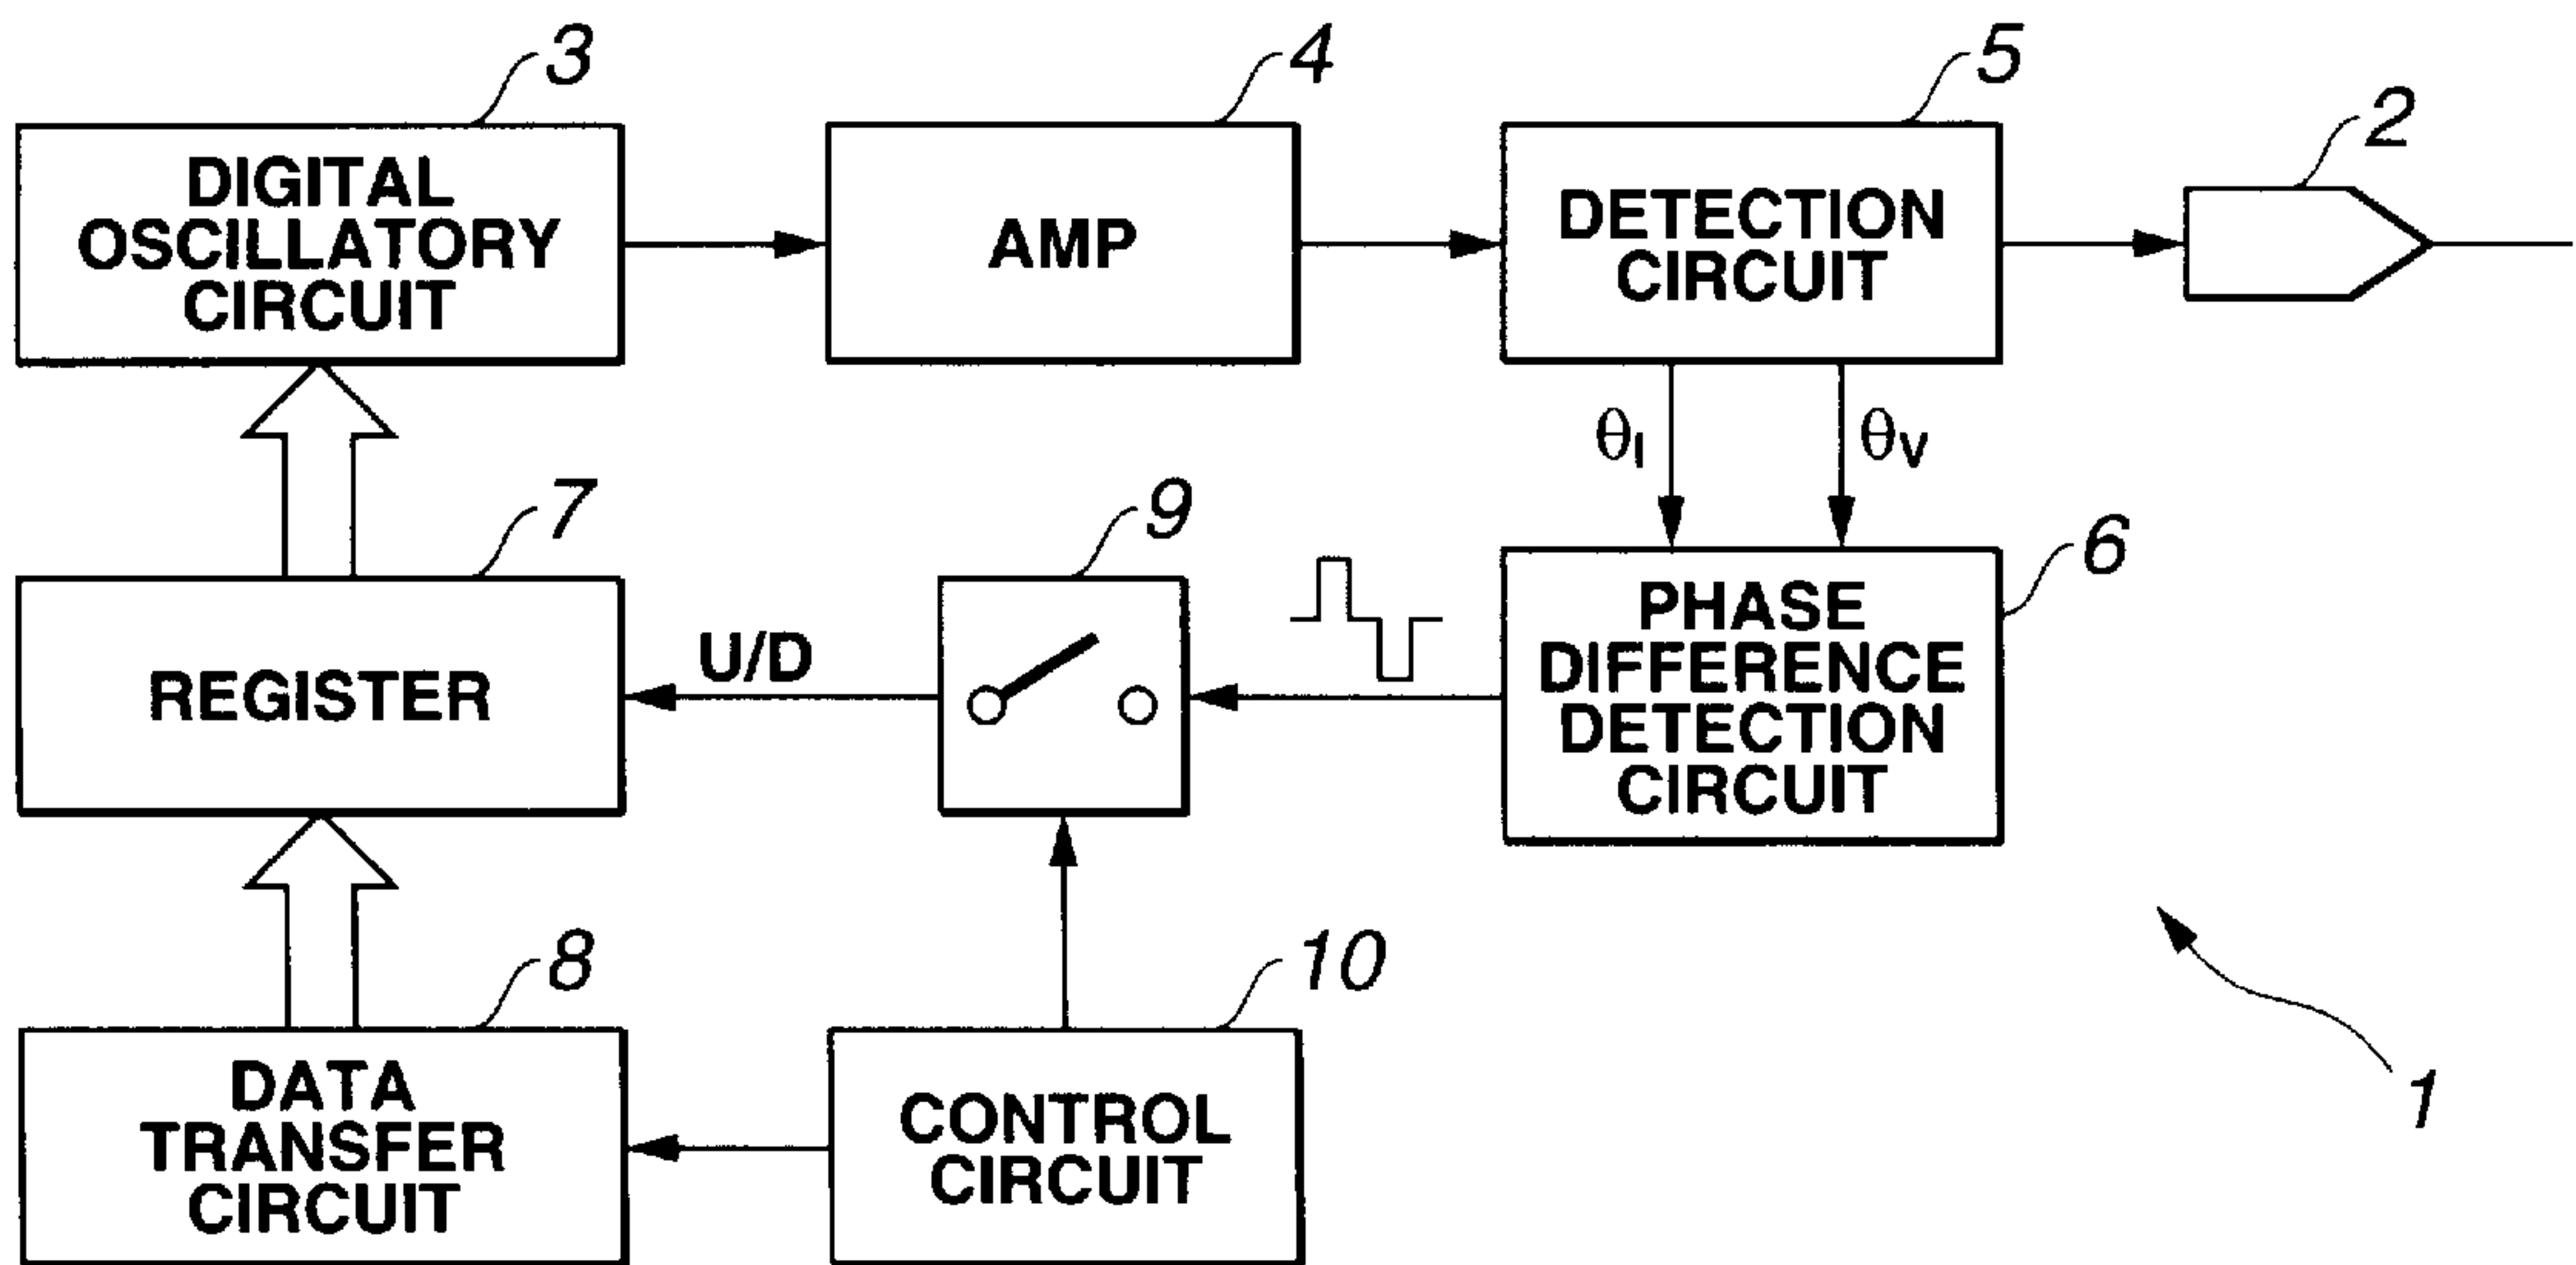 3
4
5
2
DIGITAL
OSCILLATORY
CIRCUIT
AMP
DETECTION
CIRCUIT
θI
θV
7
9
6
REGISTER
U/D
PHASE
DIFFERENCE
DETECTION
CIRCUIT
8
10
1
DATA
TRANSFER
CIRCUIT
CONTROL
CIRCUIT